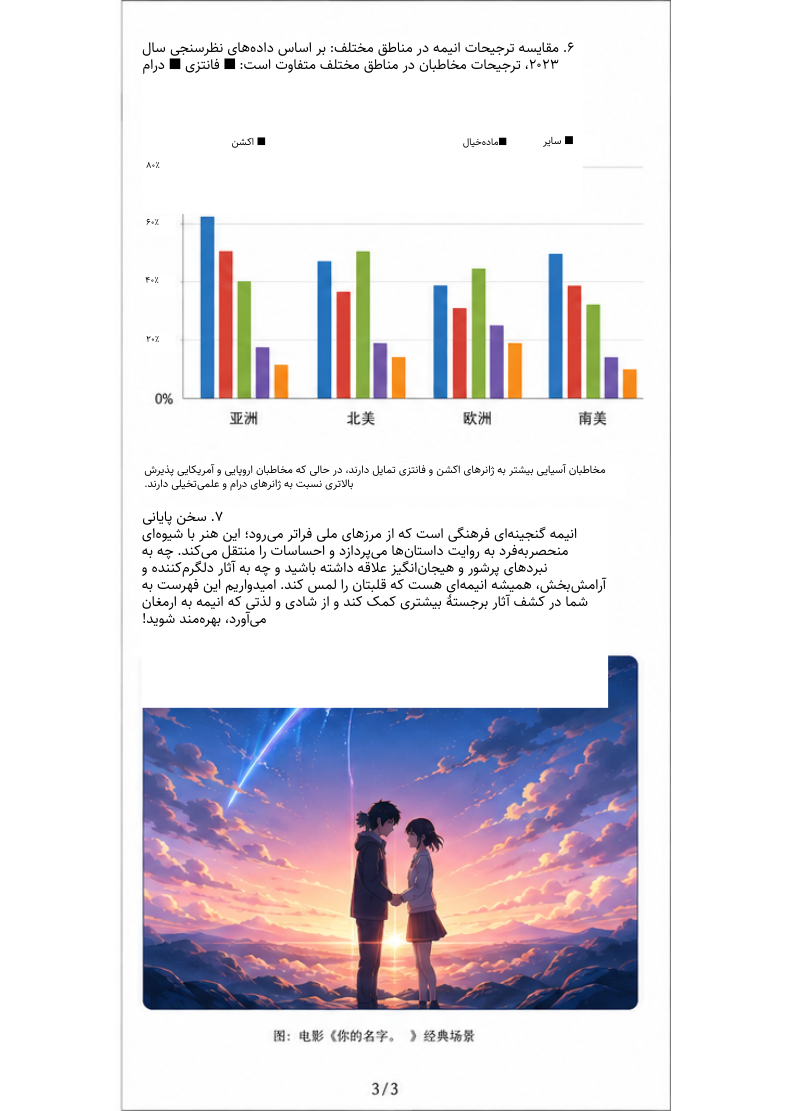 ۶. مقایسه ترجیحات انیمه در مناطق مختلف: بر اساس داده‌های نظرسنجی سال
۲۰۲۳، ترجیحات مخاطبان در مناطق مختلف متفاوت است: ■ فانتزی ■ درام
■ اکشن ■ماده‌خیال ■ سایر
۸۰٪
۶۰٪
۴۰٪
۲۰٪
0%
亚洲 北美 欧洲 南美
مخاطبان آسیایی بیشتر به ژانرهای اکشن و فانتزی تمایل دارند، در حالی که مخاطبان اروپایی و آمریکایی پذیرش
بالاتری نسبت به ژانرهای درام و علمی‌تخیلی دارند.
۷. سخن پایانی
انیمه گنجینه‌ای فرهنگی است که از مرزهای ملی فراتر می‌رود؛ این هنر با شیوه‌ای
منحصربه‌فرد به روایت داستان‌ها می‌پردازد و احساسات را منتقل می‌کند. چه به
نبردهای پرشور و هیجان‌انگیز علاقه داشته باشید و چه به آثار دلگرم‌کننده و
آرامش‌بخش، همیشه انیمه‌ای هست که قلبتان را لمس کند. امیدواریم این فهرست به
شما در کشف آثار برجستهٔ بیشتری کمک کند و از شادی و لذتی که انیمه به ارمغان
می‌آورد، بهره‌مند شوید!
图：电影《你的名字。 》经典场景
3/3